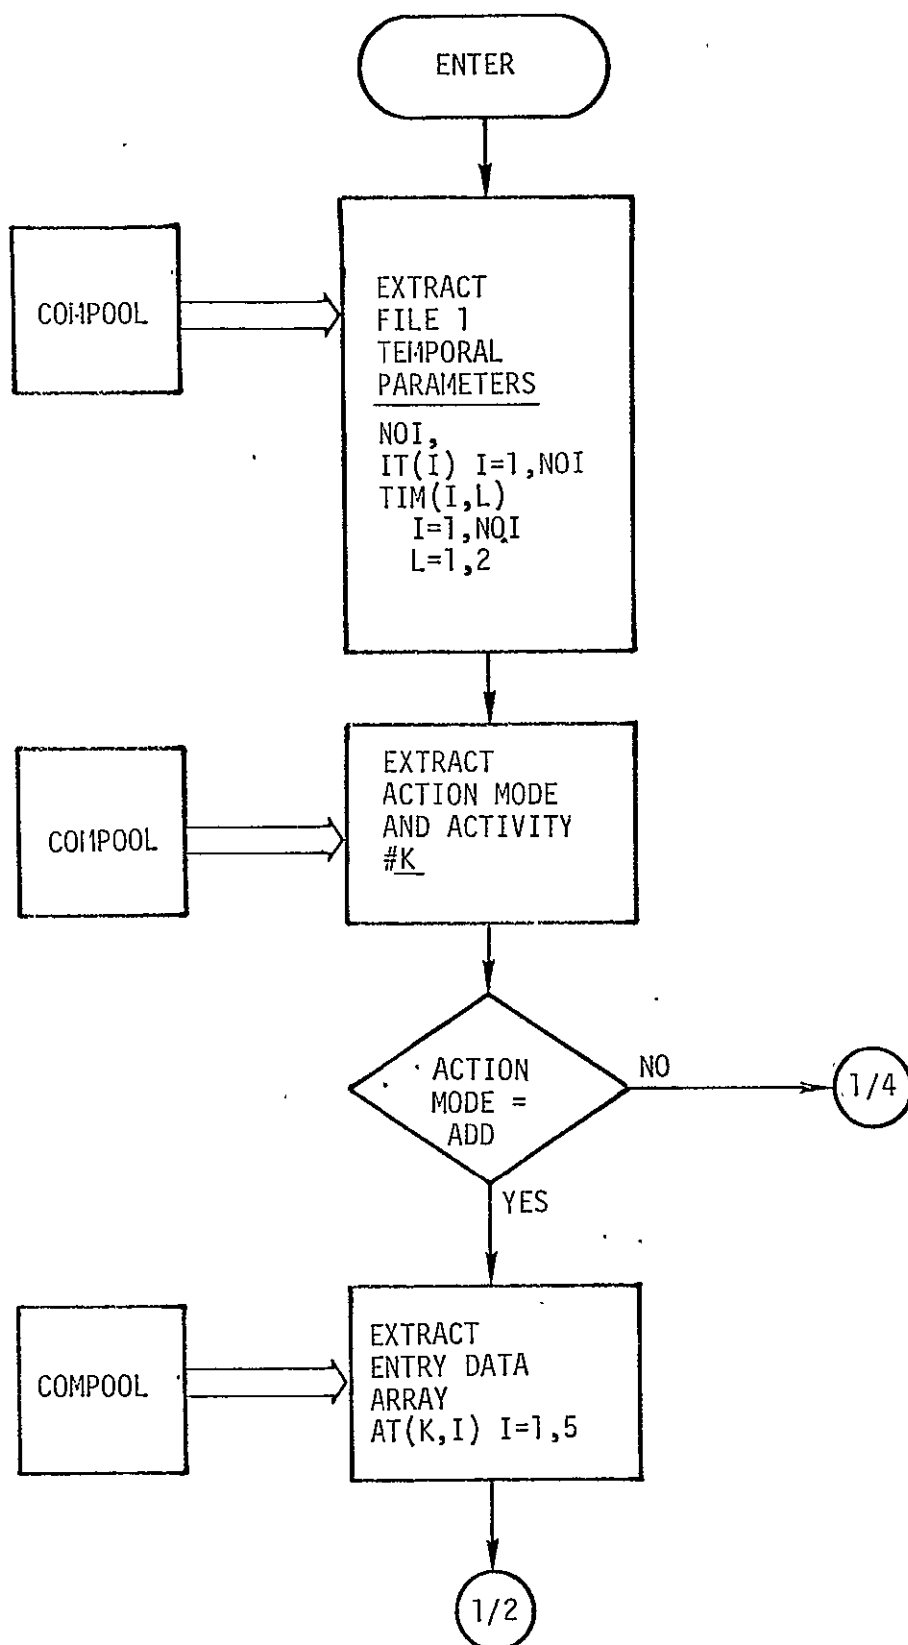 ENTER
COMPOOL
EXTRACT
FILE 1
TEMPORAL
PARAMETERS
NOI,
IT(I) I=1,NOI
TIM(I,L)
I=1,NOI
L=1,2
COMPOOL
EXTRACT
ACTION MODE
AND ACTIVITY
#K
ACTION
MODE =
ADD
NO
1/4
YES
COMPOOL
EXTRACT
ENTRY DATA
ARRAY
AT(K,I) I=1,5
1/2